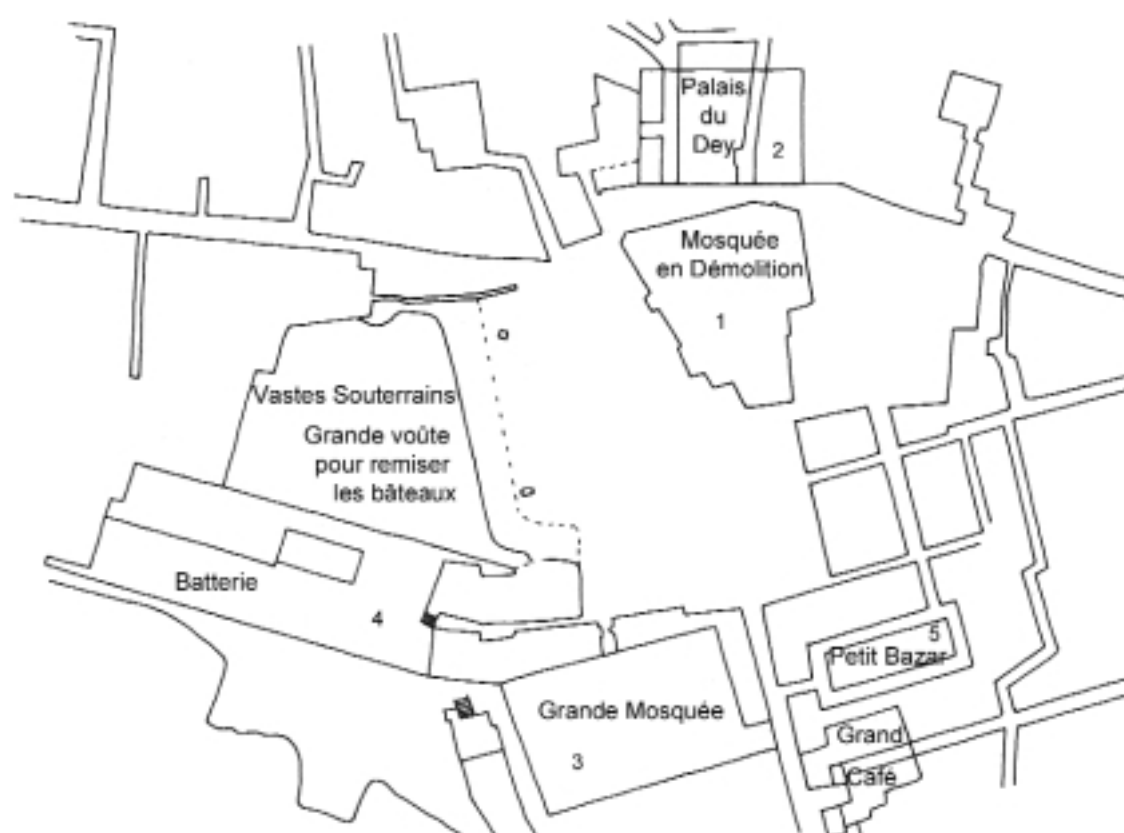 Palais
du
Dey
2
Mosquée
en Démolition
1
Vastes Souterrains
Grande voûte
pour remiser
les bâteaux
Batterie
4
5
Petit Bazar
Grande Mosquée
3
Grand
Café